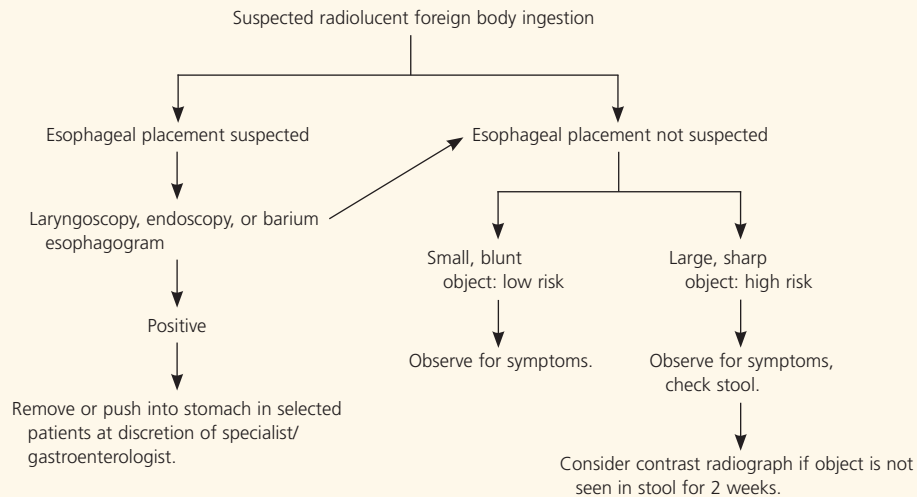 Suspected radiolucent foreign body ingestion
Esophageal placement suspected
Esophageal placement not suspected
Laryngoscopy, endoscopy, or barium
esophagogram
Small, blunt
object: low risk
Large, sharp
object: high risk
Positive
Observe for symptoms.
Observe for symptoms,
check stool.
Remove or push into stomach in selected
patients at discretion of specialist/
gastroenterologist.
Consider contrast radiograph if object is not
seen in stool for 2 weeks.